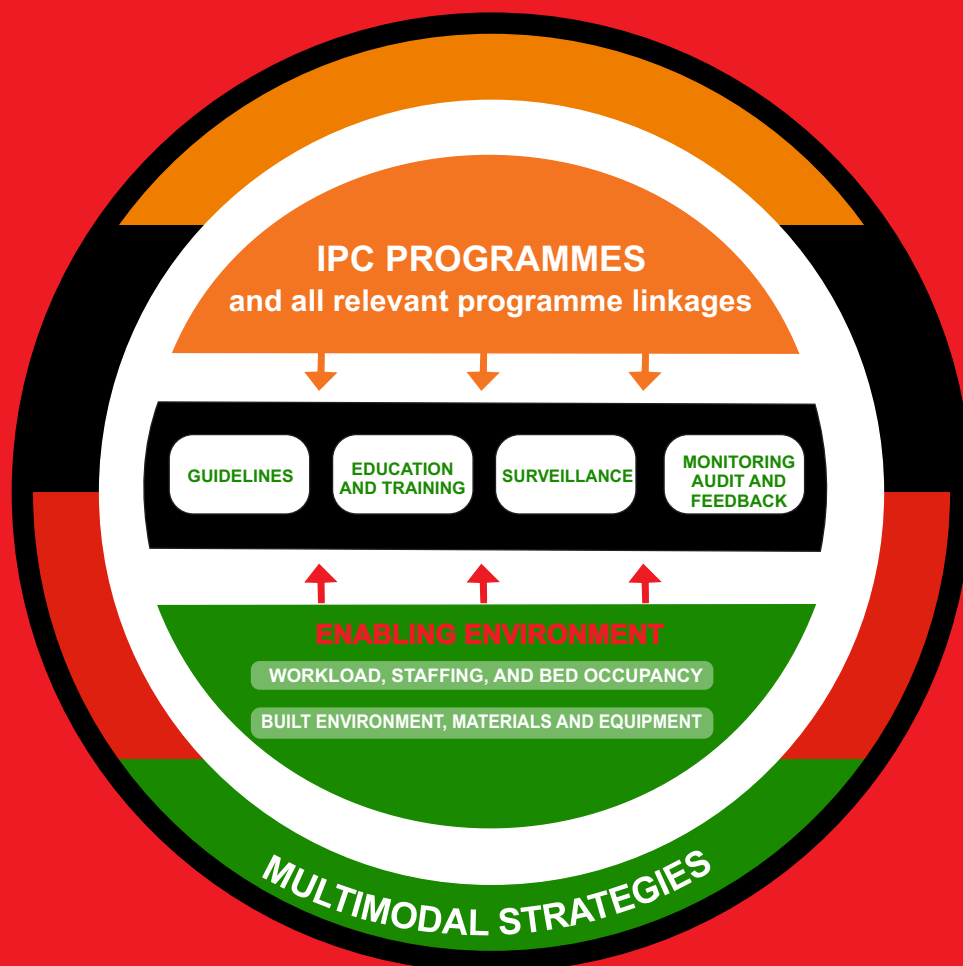 IPC PROGRAMMES
and all relevant programme linkages
GUIDELINES
EDUCATION
AND TRAINING
SURVEILLANCE
MONITORING
AUDIT AND
FEEDBACK
ENABLING ENVIRONMENT
WORKLOAD, STAFFING, AND BED OCCUPANCY
BUILT ENVIRONMENT, MATERIALS AND EQUIPMENT
MULTIMODAL STRATEGIES